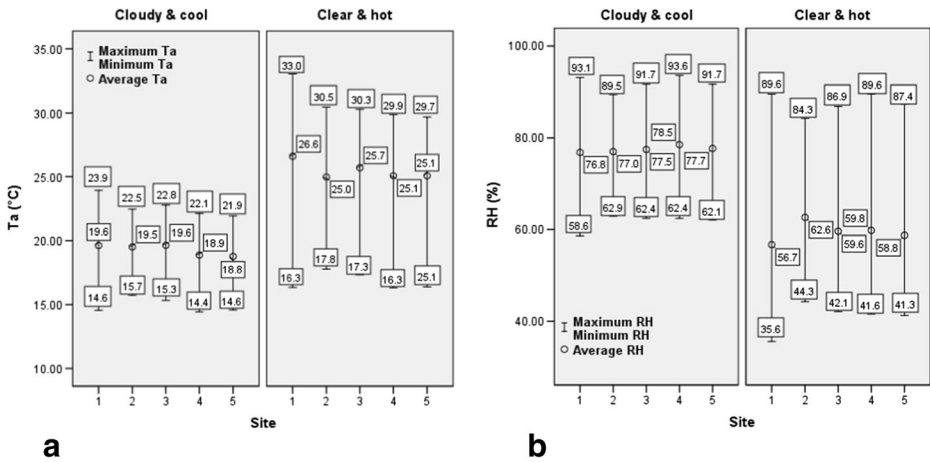 Cloudy & cool Clear & hot
35.00
30.00
25.00
20.00
15.00
10.00
Ta (°C)
Maximum Ta
Minimum Ta
Average Ta
23.9 22.5 22.8 22.1 21.9
19.6 19.5 19.6 18.9 18.8
14.6 15.7 15.3 14.4 14.6
33.0 30.5 30.3 29.9 29.7
26.6 25.0 25.7 25.1 25.1
16.3 17.8 17.3 16.3 25.1
1 2 3 4 5 1 2 3 4 5
Site
a
Cloudy & cool Clear & hot
100.00
80.00
60.00
40.00
RH (%)
93.1 89.5 91.7 93.6 91.7
76.8 77.0 77.5 78.5 77.7
58.6 62.9 62.4 62.4 62.1
89.6 84.3 86.9 89.6 87.4
56.7 62.6 59.6 59.8 58.8
35.6 44.3 42.1 41.6 41.3
Maximum RH
Minimum RH
Average RH
1 2 3 4 5 1 2 3 4 5
Site
b